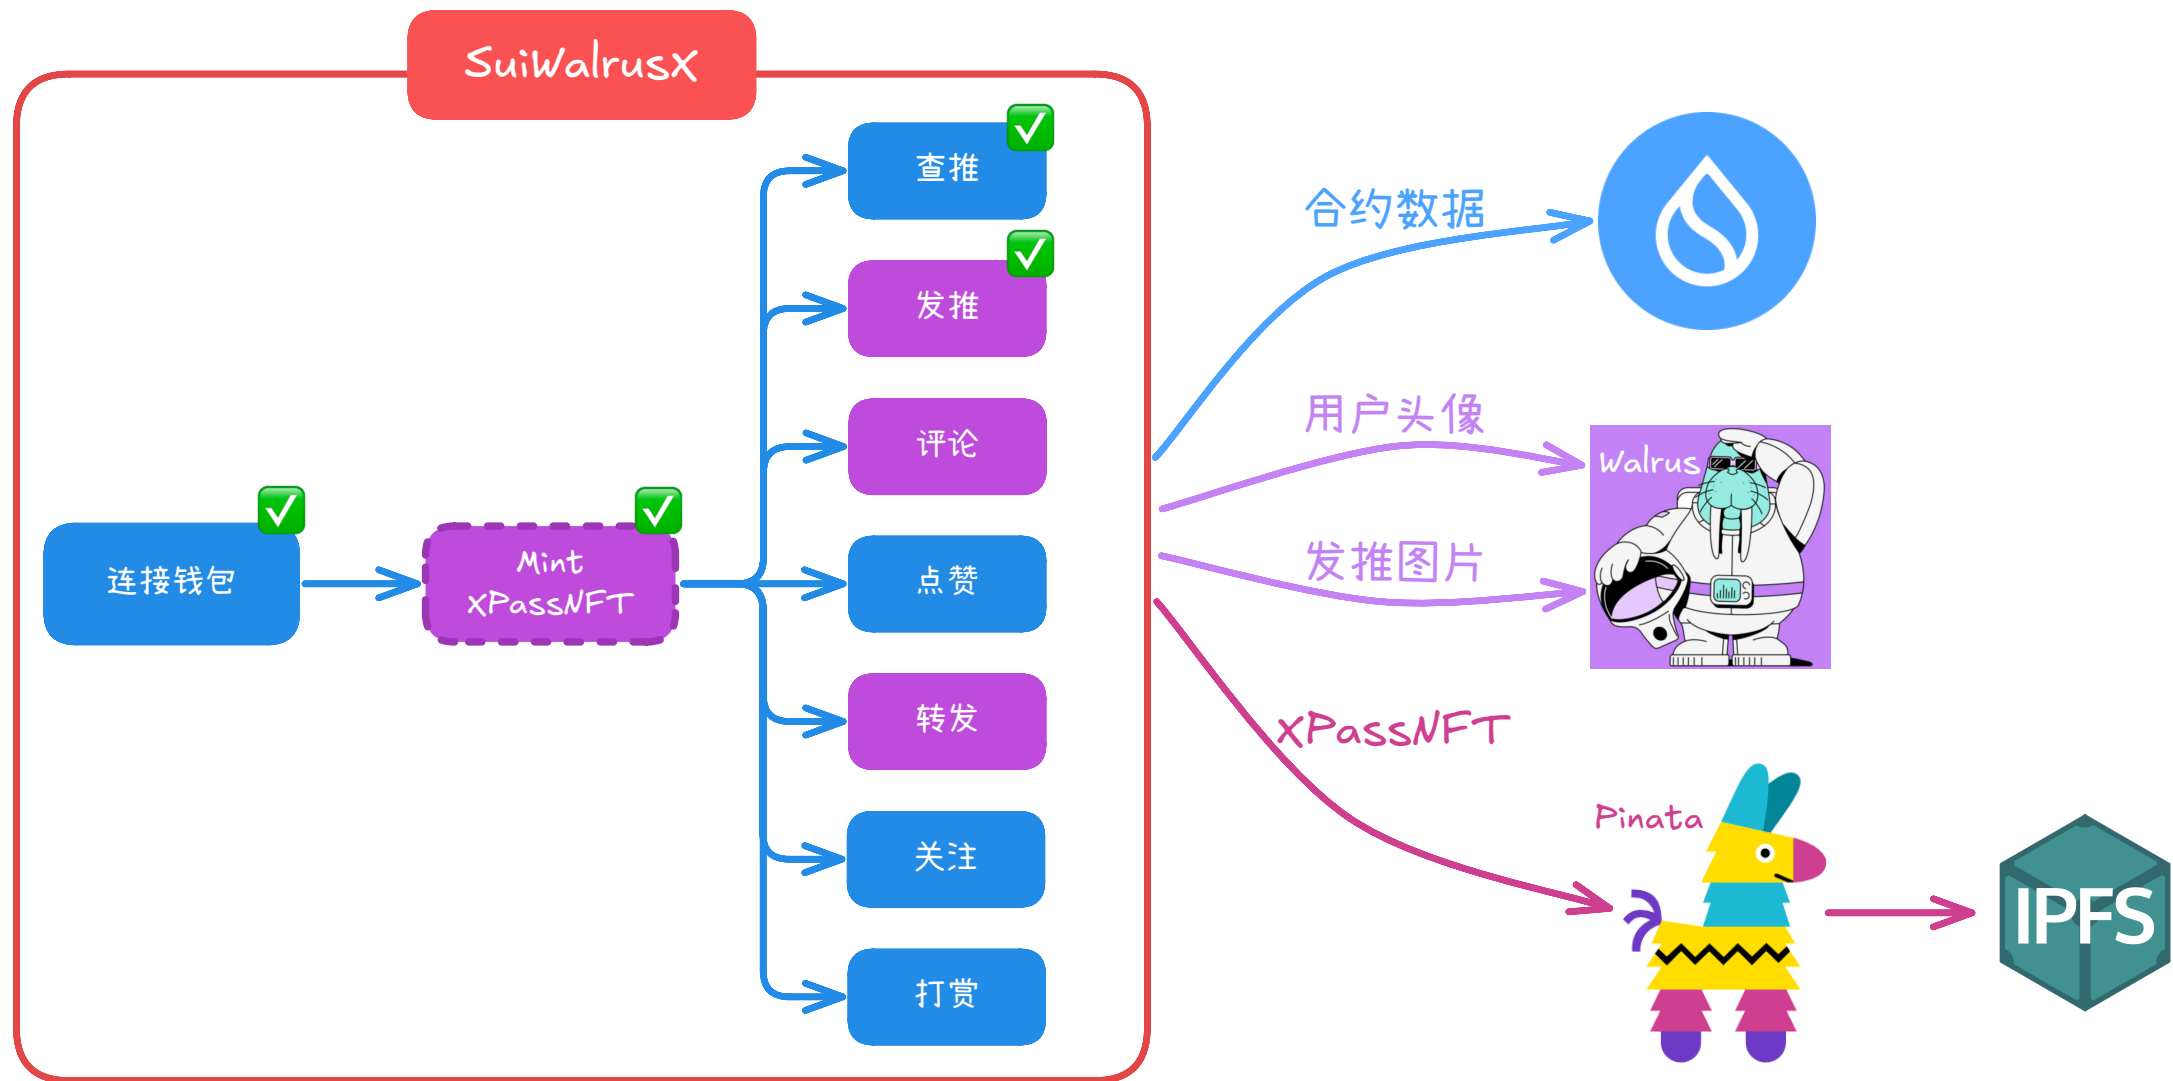 SuiWalrusX
查推
发推
评论
连接钱包
Mint
XPassNFT
点赞
转发
关注
打赏
合约数据
用户头像
Walrus
发推图片
XPassNFT
Pinata
IPFS